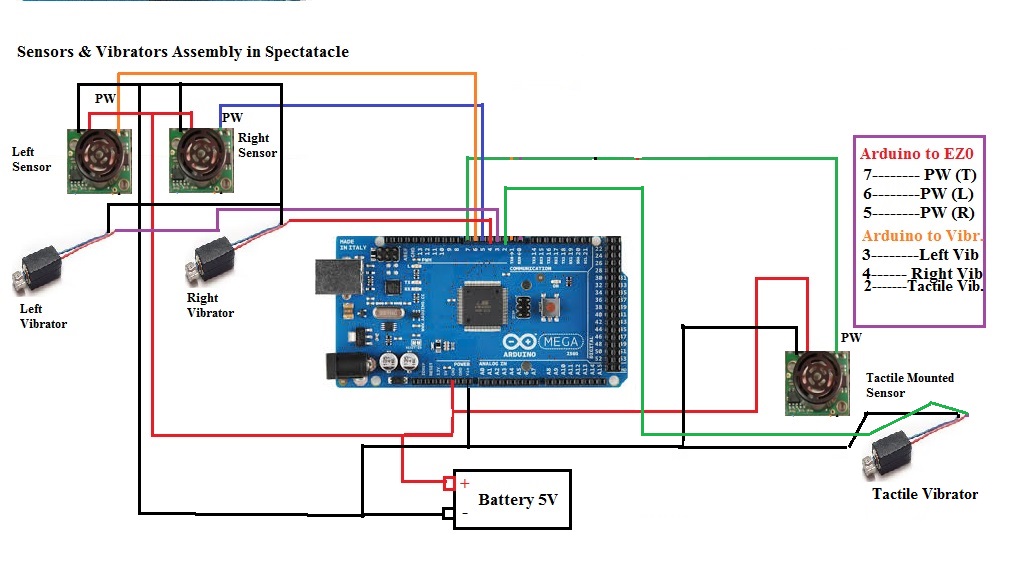 Sensors & Vibrators Assembly in Spectatacle
PW
PW
Left
Sensor
Right
Sensor
Left
Vibrator
Right
Vibrator
MADE
IN ITALY
PWM
COMMUNICATION
ARDUINO
MEGA
DIGITAL
POWER
ANALOG IN
Arduino to EZ0
7-------- PW (T)
6--------PW (L)
5--------PW (R)
Arduino to Vibr.
3--------Left Vib
4------ Right Vib
2-------Tactile Vib.
PW
Tactile Mounted
Sensor
Tactile Vibrator
+
Battery 5V
-